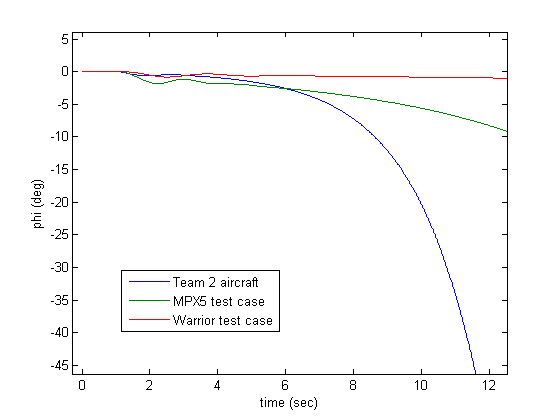 5
0
-5
-10
-15
-20
-25
-30
-35
-40
-45
phi (deg)
Team 2 aircraft
MPX5 test case
Warrior test case
0 2 4 6 8 10 12
time (sec)